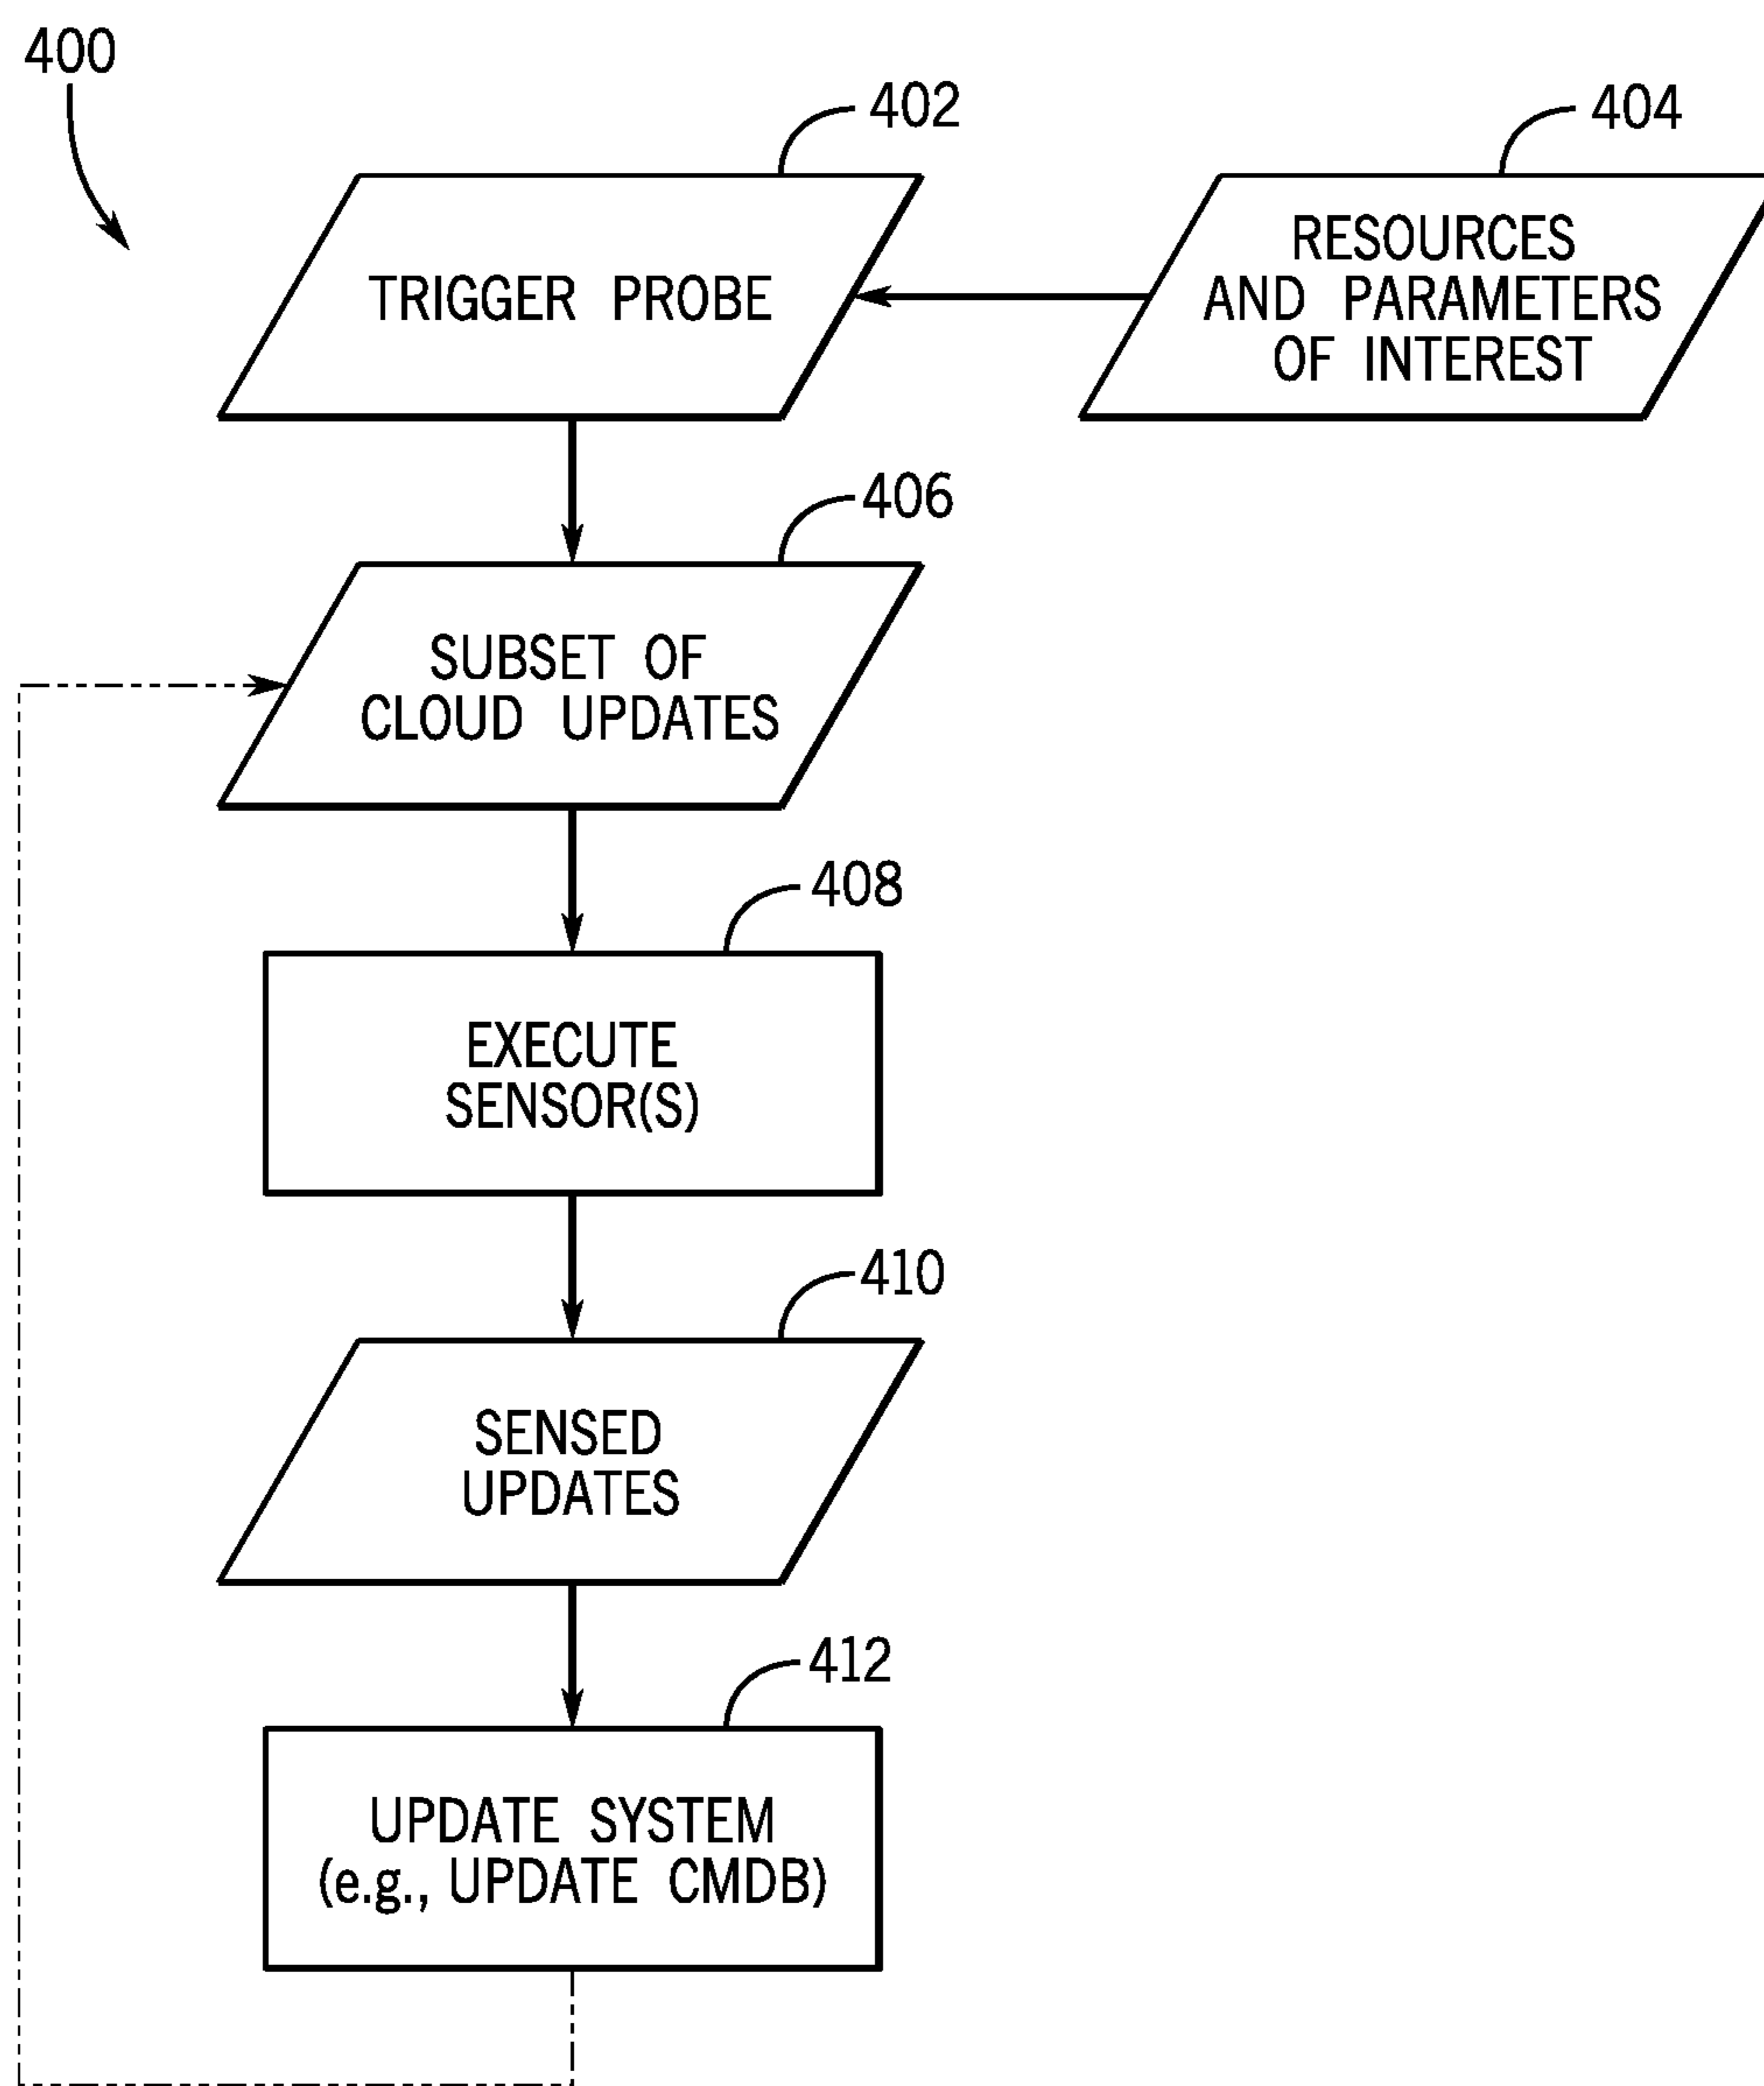 400
402
404
TRIGGER PROBE
RESOURCES
AND PARAMETERS
OF INTEREST
406
SUBSET OF
CLOUD UPDATES
408
EXECUTE
SENSOR(S)
410
SENSED
UPDATES
412
UPDATE SYSTEM
(e.g., UPDATE CMDB)